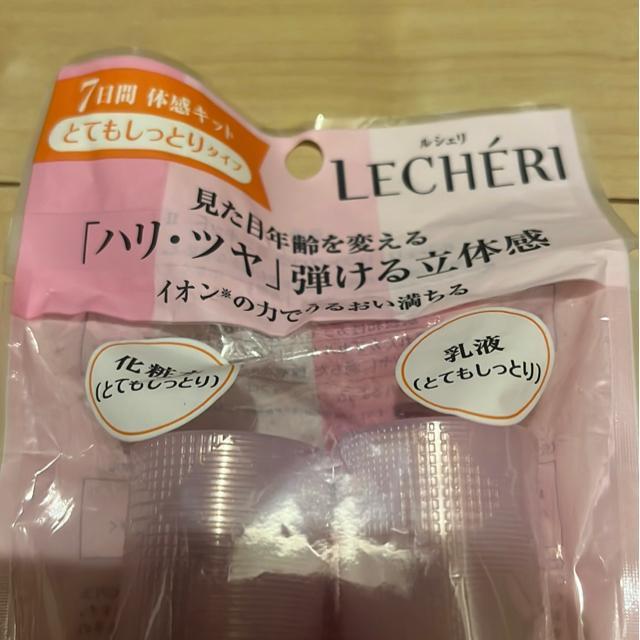 7日間 体感キット
とてもしっとりタイプ
ルシェリ
LECHÉRI
見た目年齢を変える
「ハリ・ツヤ」弾ける立体感
イオン※の力でうるおい満ちる
化粧
(とてもしっとり)
乳液
(とてもしっとり)